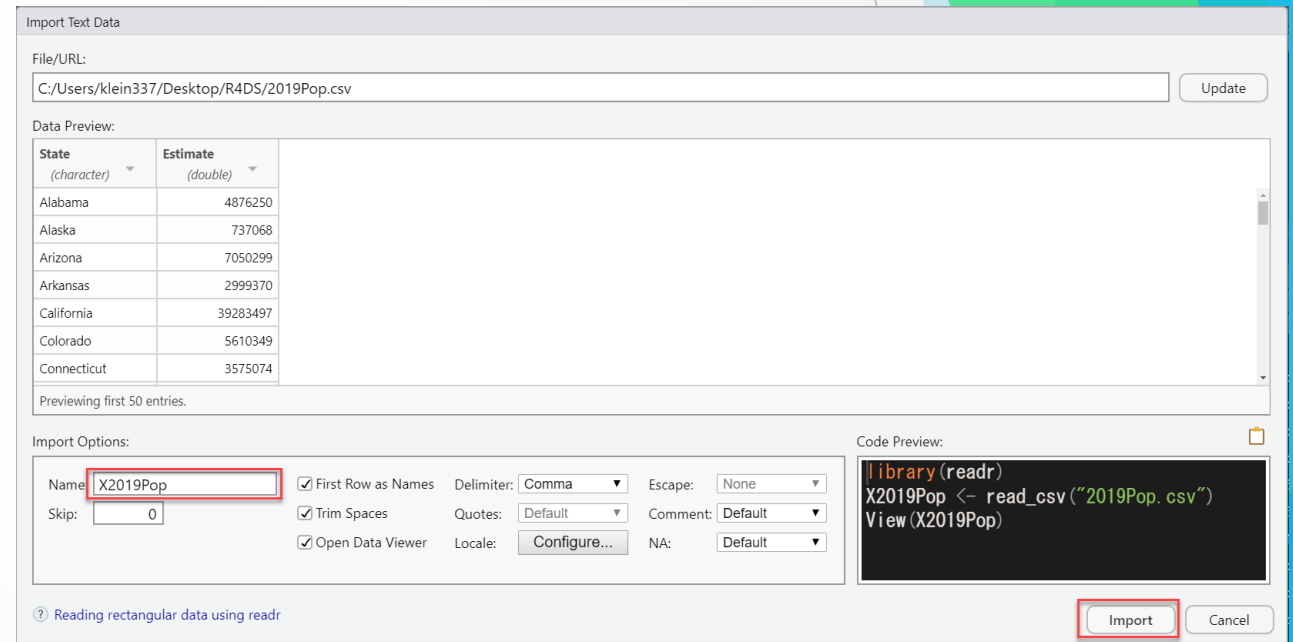 Import Text Data
File/URL:
C:/Users/klein337/Desktop/R4DS/2019Pop.csv
Update
Data Preview:
State Estimate
(character) (double)
Alabama 4876250
Alaska 737068
Arizona 7050299
Arkansas 2999370
California 39283497
Colorado 5610349
Connecticut 3575074
Previewing first 50 entries.
Import Options:
Name X2019Pop
Skip: 0
First Row as Names
Trim Spaces
Open Data Viewer
Delimiter: Comma
Quotes: Default
Locale: Configure...
Escape: None
Comment: Default
NA: Default
Code Preview:
library(readr)
X2019Pop <- read_csv("2019Pop.csv")
View(X2019Pop)
? Reading rectangular data using readr
Import
Cancel